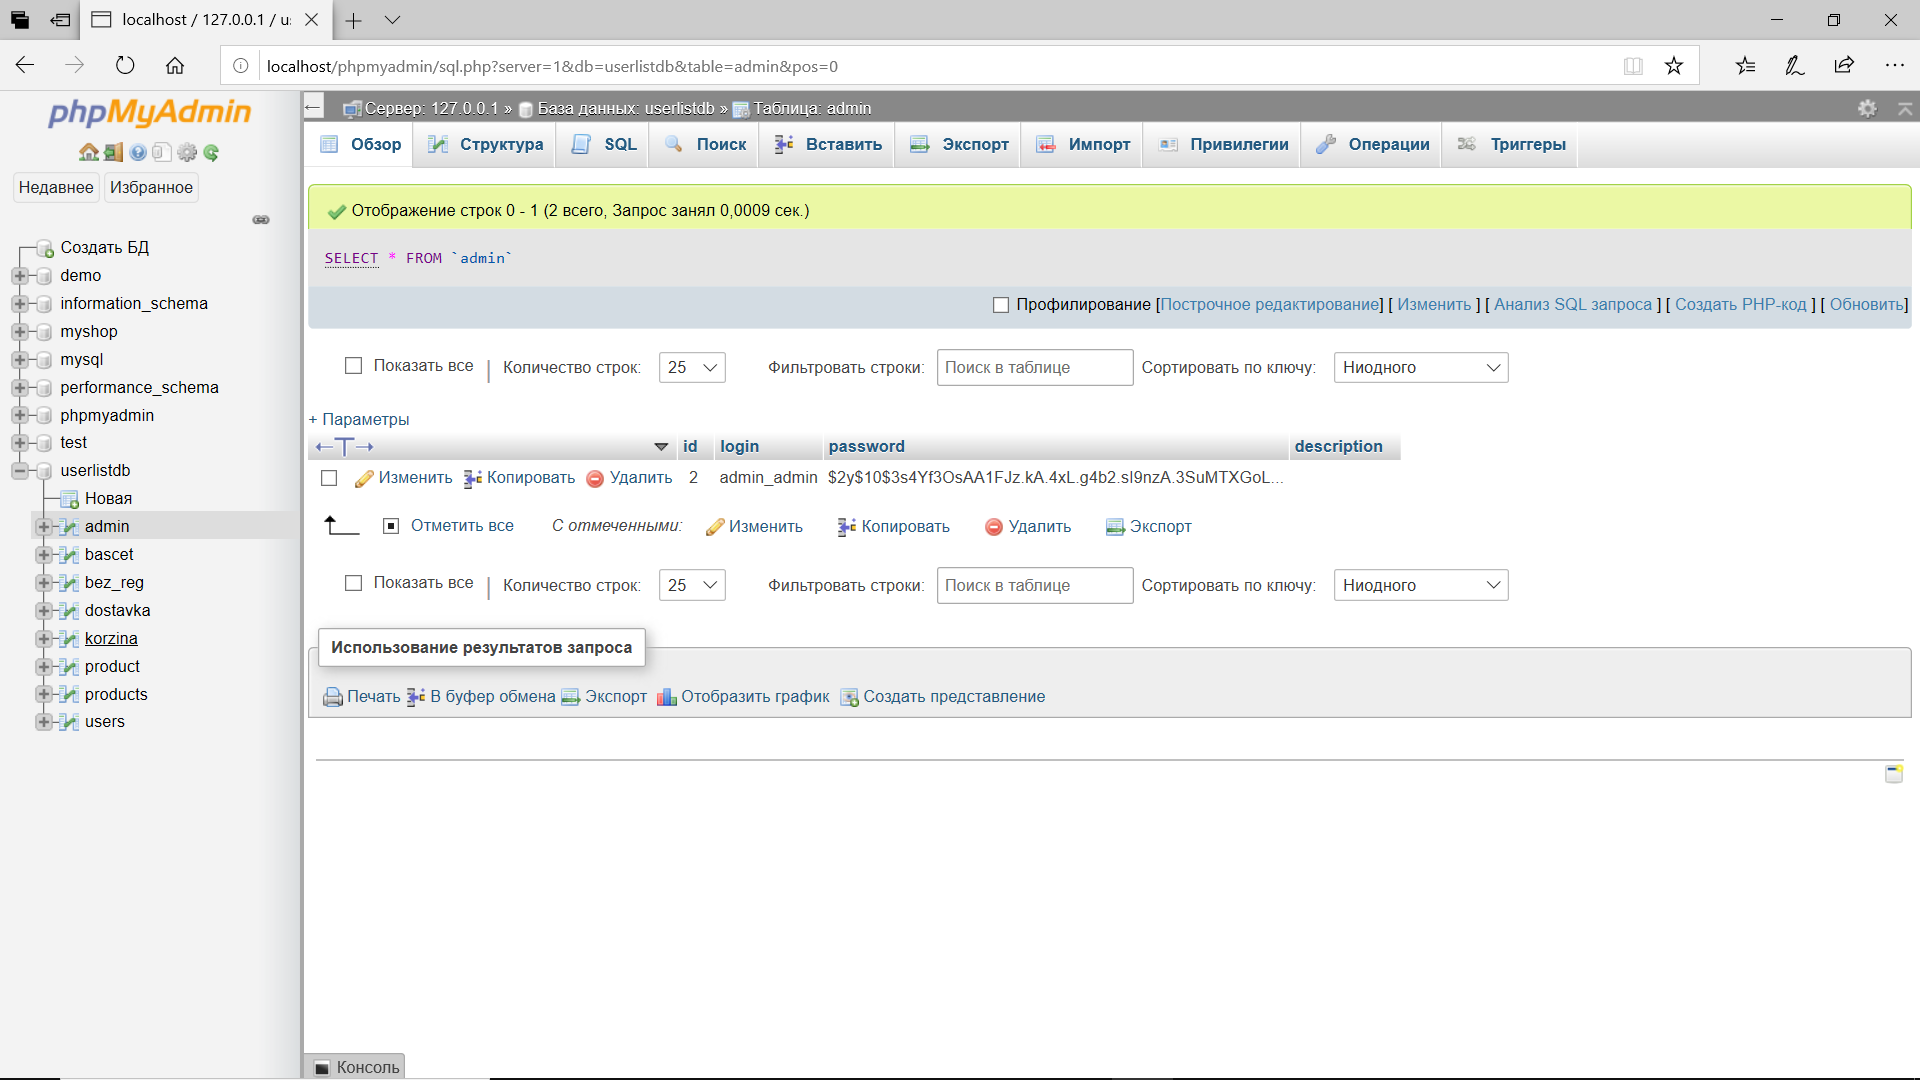 localhost / 127.0.0.1 / us
localhost/phpmyadmin/sql.php?server=1&db=userlistdb&table=admin&pos=0
phpMyAdmin
Недавнее Избранное
Создать БД
demo
information_schema
myshop
mysql
performance_schema
phpmyadmin
test
userlistdb
Новая
admin
bascet
bez_reg
dostavka
korzina
product
products
users
Сервер: 127.0.0.1 » База данных: userlistdb » Таблица: admin
Обзор Структура SQL Поиск Вставить Экспорт Импорт Привилегии Операции Триггеры
Отображение строк 0 - 1 (2 всего, Запрос занял 0,0009 сек.)
SELECT * FROM `admin`
Профилирование [Построчное редактирование] [ Изменить ] [ Анализ SQL запроса ] [ Создать PHP-код ] [ Обновить]
Показать все | Количество строк: 25 Фильтровать строки: Поиск в таблице Сортировать по ключу: Ниодного
+ Параметры
←T→ id login password description
Изменить Копировать Удалить 2 admin_admin $2y$10$3s4Yf3OsAA1FJz.kA.4xL.g4b2.sI9nzA.3SuMTXGoL...
Отметить все С отмеченными: Изменить Копировать Удалить Экспорт
Показать все | Количество строк: 25 Фильтровать строки: Поиск в таблице Сортировать по ключу: Ниодного
Использование результатов запроса
Печать В буфер обмена Экспорт Отобразить график Создать представление
Консоль